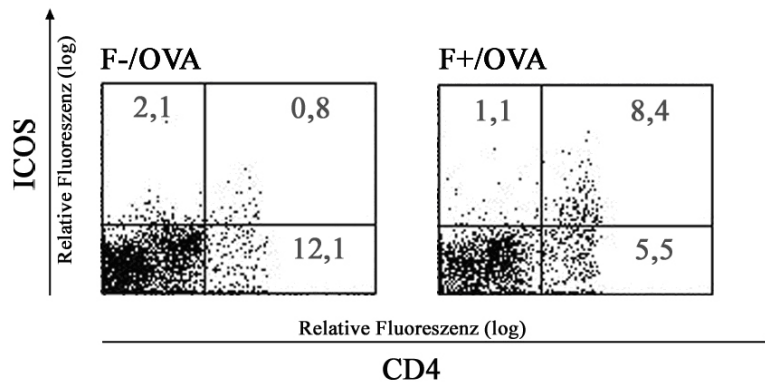 F-/OVA
F+/OVA
2,1
0,8
1,1
8,4
12,1
5,5
ICOS
Relative Fluoreszenz (log)
Relative Fluoreszenz (log)
CD4